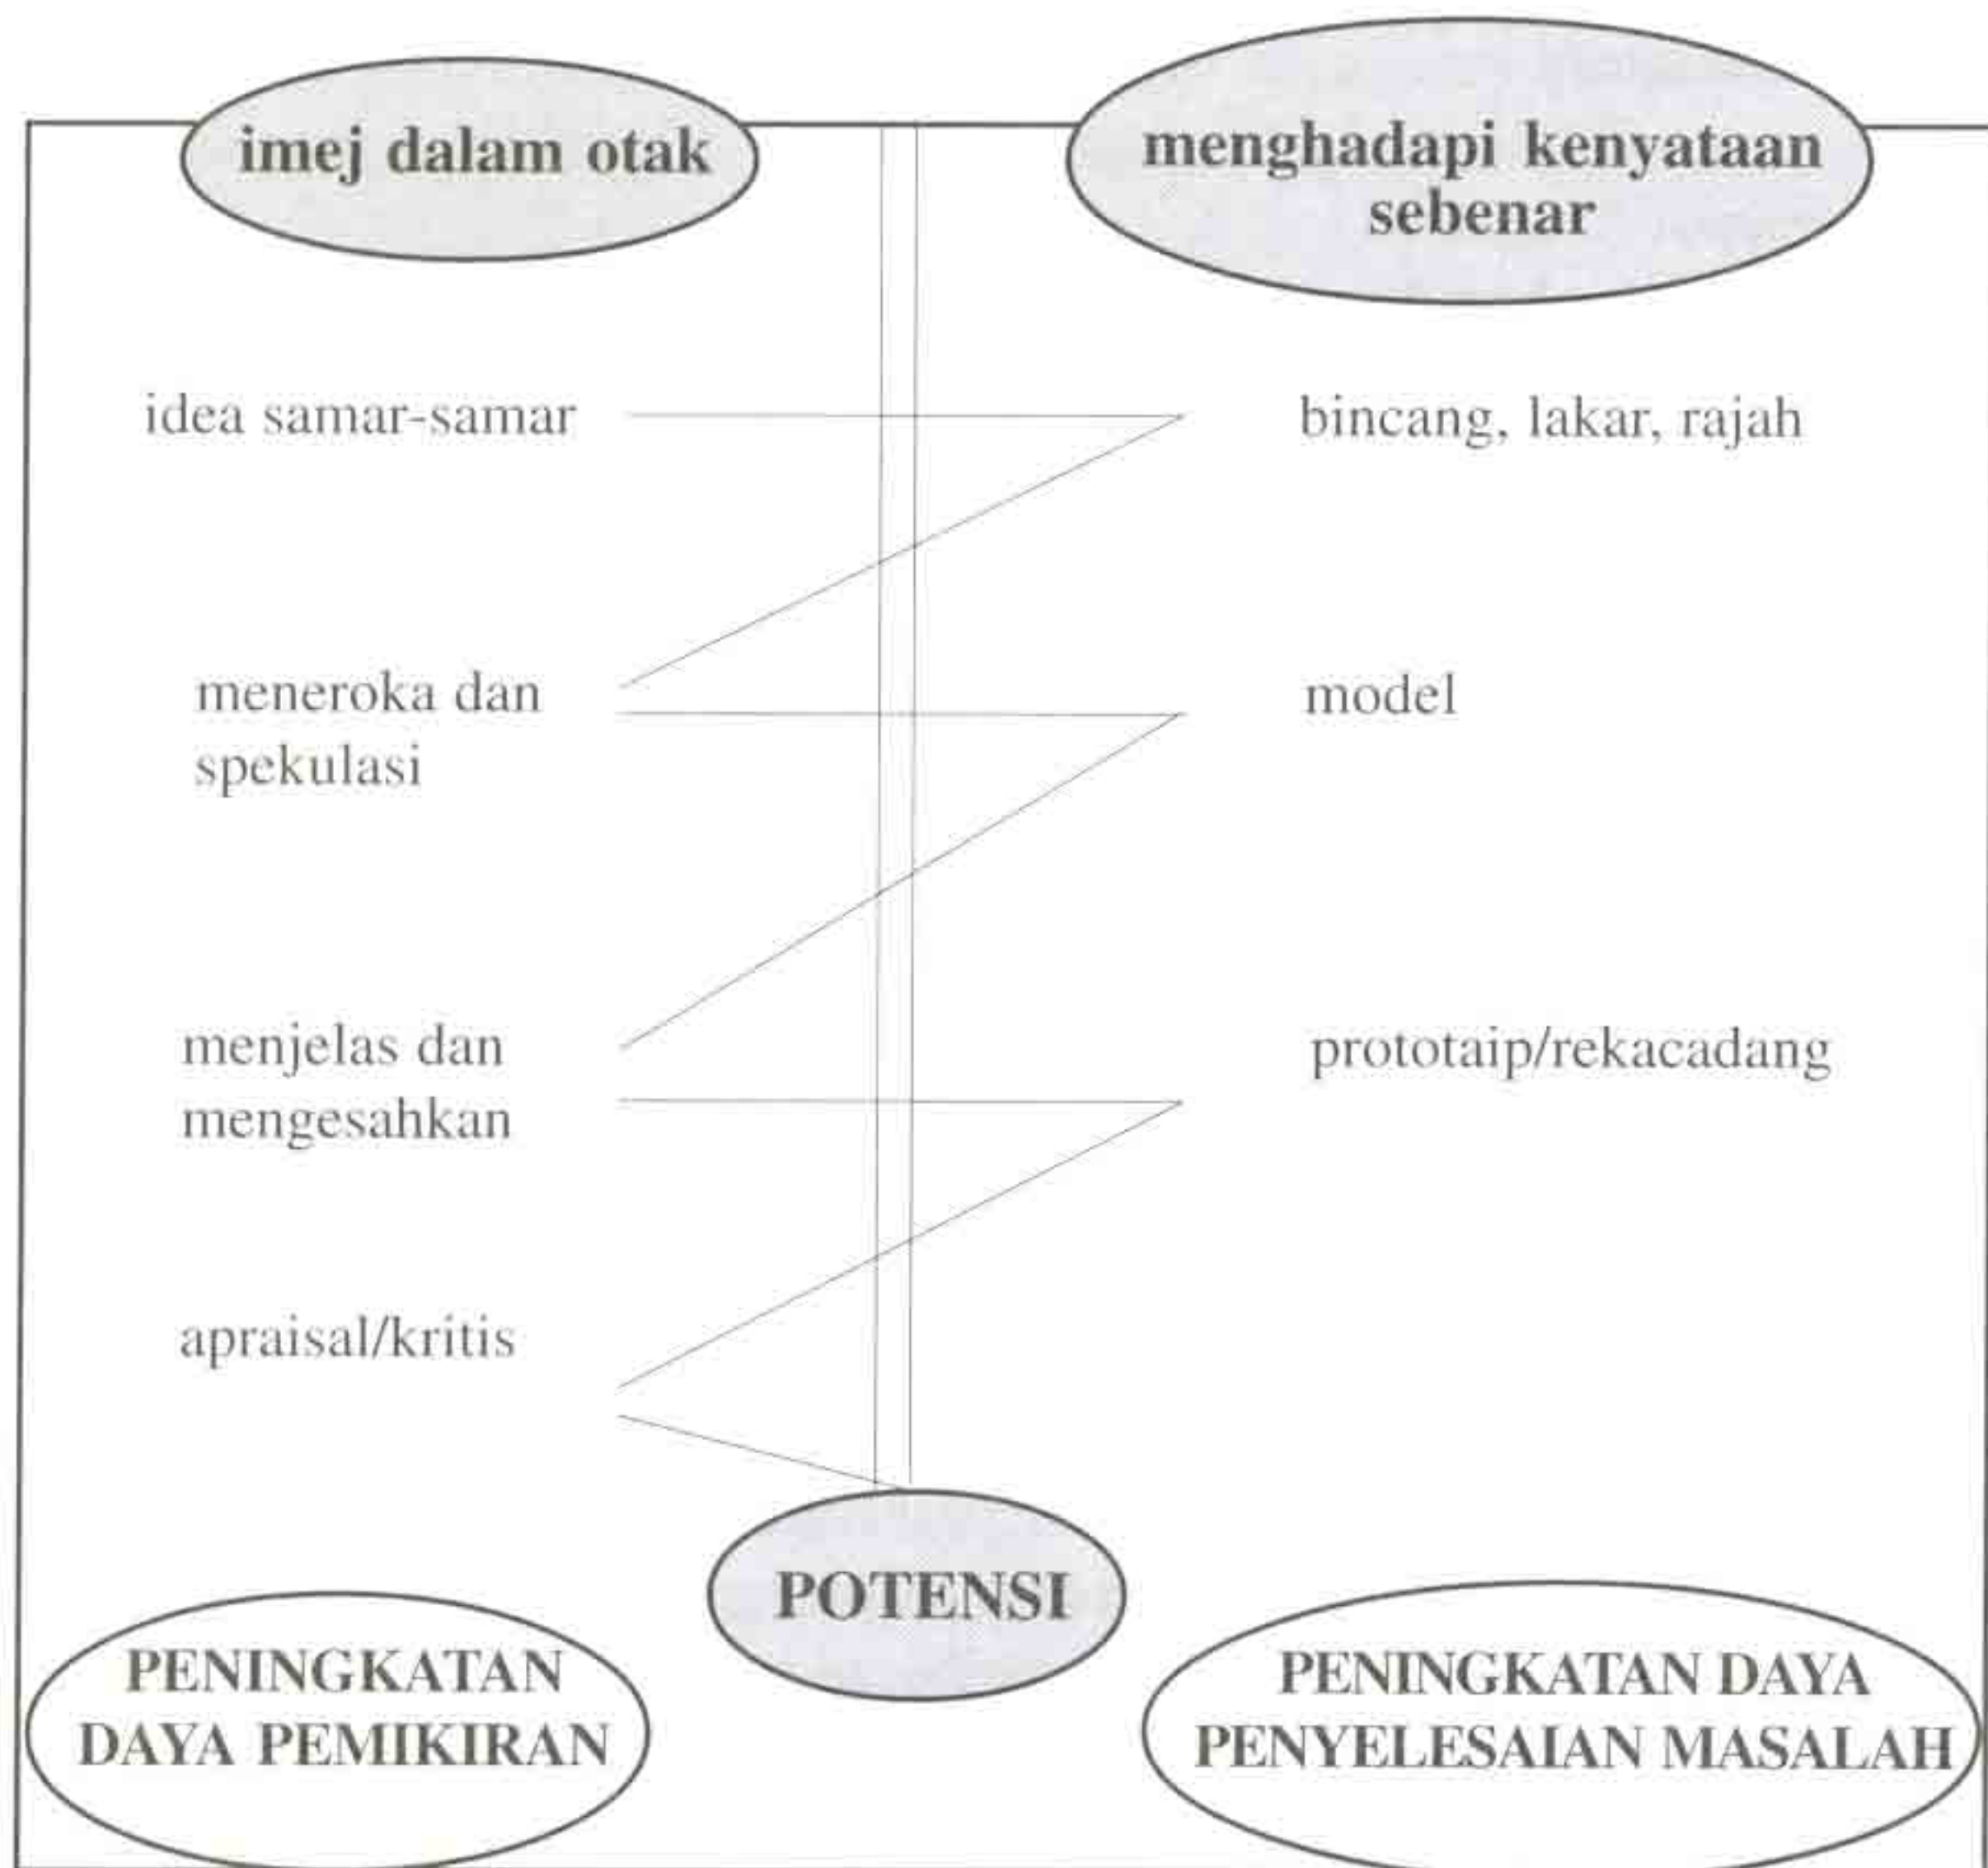 imej dalam otak
menghadapi kenyataan
sebenar
idea samar-samar
bincang, lakar, rajah
meneroka dan
spekulasi
model
menjelas dan
mengesahkan
prototaip/rekacadang
apraisal/kritis
POTENSI
PENINGKATAN
DAYA PEMIKIRAN
PENINGKATAN DAYA
PENYELESAIAN MASALAH